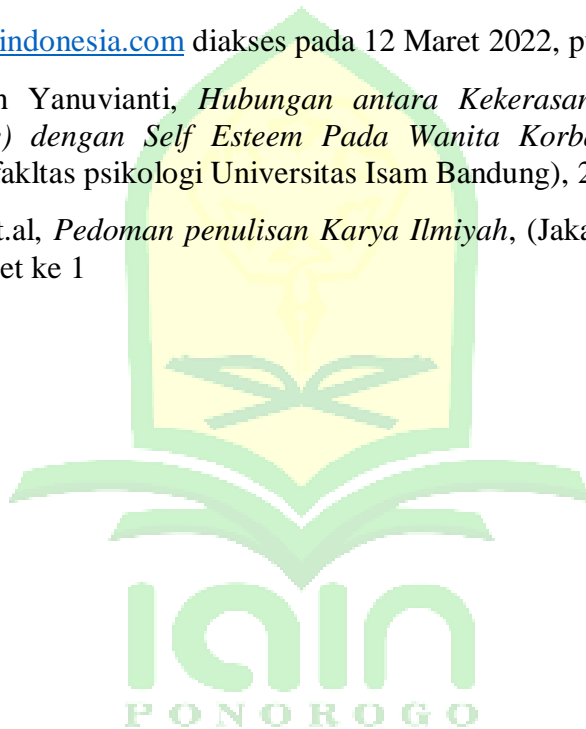 indonesia.com diakses pada 12 Maret 2022, p
Yanuvianti, Hubungan antara Kekerasan
) dengan Self Esteem Pada Wanita Korba
fakltas psikologi Universitas Isam Bandung), 2
t.al, Pedoman penulisan Karya Ilmiyah, (Jaka
et ke 1
iain
PONOROGO